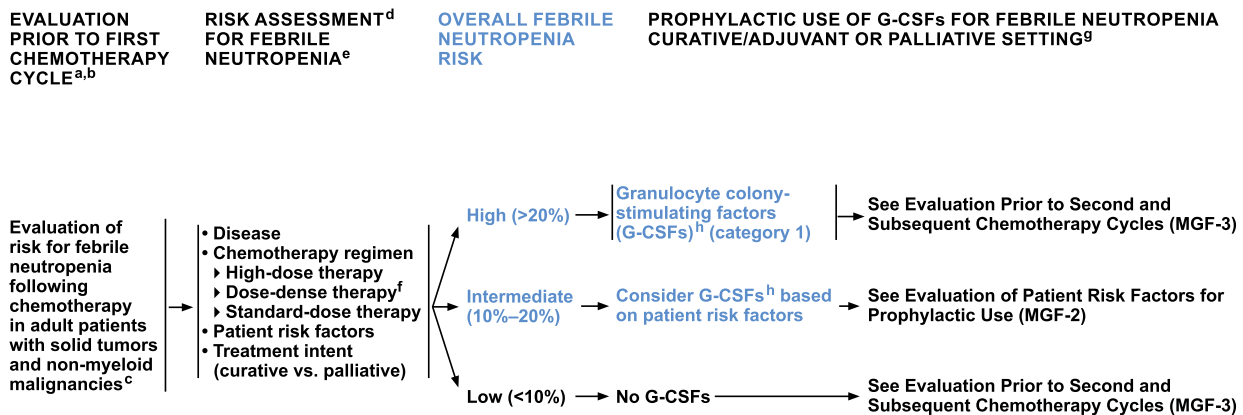 EVALUATION
PRIOR TO FIRST
CHEMOTHERAPY
CYCLEa,b
RISK ASSESSMENTd
FOR FEBRILE
NEUTROPENIAe
OVERALL FEBRILE
NEUTROPENIA
RISK
PROPHYLACTIC USE OF G-CSFs FOR FEBRILE NEUTROPENIA
CURATIVE/ADJUVANT OR PALLIATIVE SETTINGg
Evaluation of
risk for febrile
neutropenia
following
chemotherapy
in adult patients
with solid tumors
and non-myeloid
malignanciesc
• Disease
• Chemotherapy regimen
▸ High-dose therapy
▸ Dose-dense therapyf
▸ Standard-dose therapy
• Patient risk factors
• Treatment intent
(curative vs. palliative)
High (>20%)
Granulocyte colony-
stimulating factors
(G-CSFs)h (category 1)
See Evaluation Prior to Second and
Subsequent Chemotherapy Cycles (MGF-3)
Intermediate
(10%–20%)
Consider G-CSFsh based
on patient risk factors
See Evaluation of Patient Risk Factors for
Prophylactic Use (MGF-2)
Low (<10%)
No G-CSFs
See Evaluation Prior to Second and
Subsequent Chemotherapy Cycles (MGF-3)